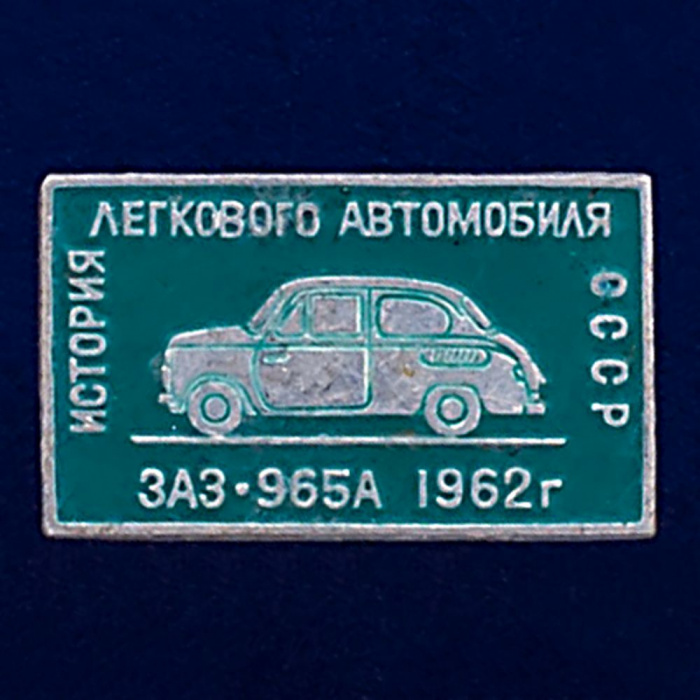 ИСТОРИЯ
ЛЕГКОВОГО АВТОМОБИЛЯ
СССР
ЗАЗ·965А 1962г